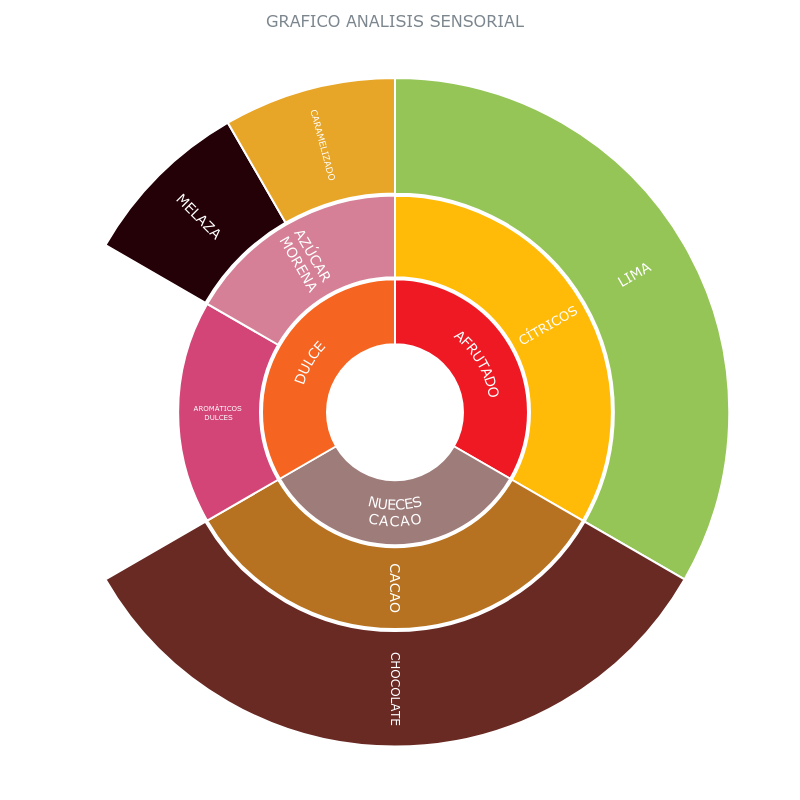 GRAFICO ANALISIS SENSORIAL
CARAMELIZADO
MELAZA
AZÚCAR
MORENA
LIMA
CÍTRICOS
DULCE
AFRUTADO
AROMÁTICOS
DULCES
NUECES
CACAO
CACAO
CHOCOLATE